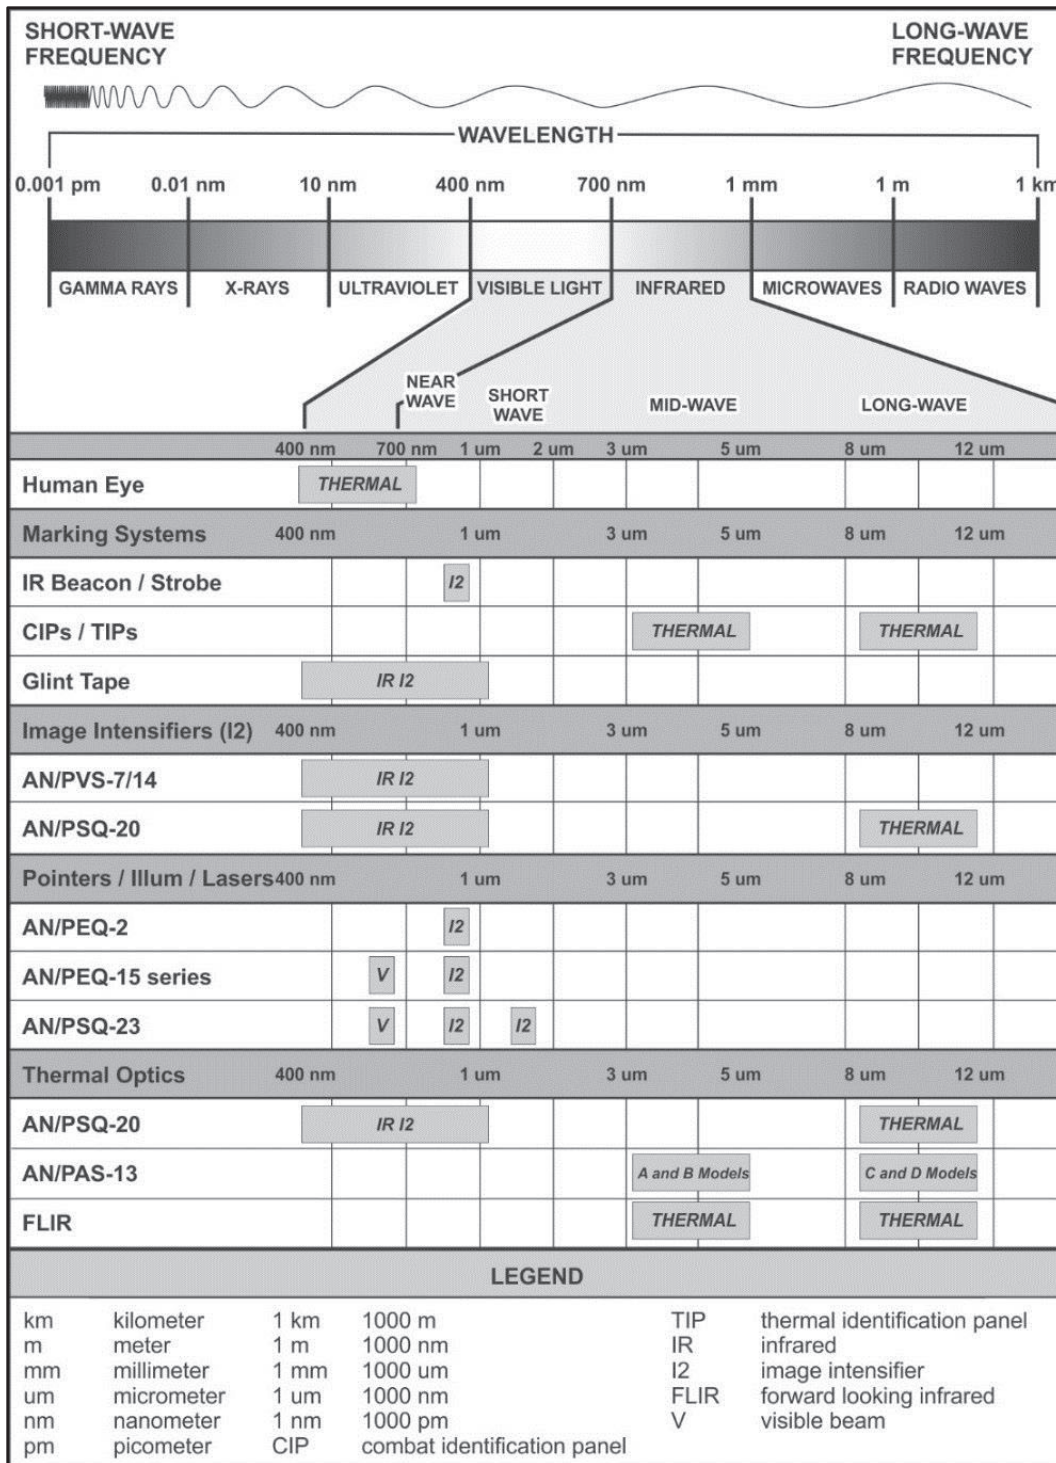 SHORT-WAVE FREQUENCY
LONG-WAVE FREQUENCY
WAVELENGTH
0.001 pm 0.01 nm 10 nm 400 nm 700 nm 1 mm 1 m 1 km
GAMMA RAYS X-RAYS ULTRAVIOLET VISIBLE LIGHT INFRARED MICROWAVES RADIO WAVES
NEAR WAVE SHORT WAVE MID-WAVE LONG-WAVE
400 nm 700 nm 1 um 2 um 3 um 5 um 8 um 12 um
Human Eye THERMAL
Marking Systems 400 nm 1 um 3 um 5 um 8 um 12 um
IR Beacon / Strobe I2
CIPs / TIPs THERMAL THERMAL
Glint Tape IR I2
Image Intensifiers (I2) 400 nm 1 um 3 um 5 um 8 um 12 um
AN/PVS-7/14 IR I2
AN/PSQ-20 IR I2 THERMAL
Pointers / Illum / Lasers 400 nm 1 um 3 um 5 um 8 um 12 um
AN/PEQ-2 I2
AN/PEQ-15 series V I2
AN/PSQ-23 V I2 I2
Thermal Optics 400 nm 1 um 3 um 5 um 8 um 12 um
AN/PSQ-20 IR I2 THERMAL
AN/PAS-13 A and B Models C and D Models
FLIR THERMAL THERMAL
LEGEND
km kilometer 1 km 1000 m TIP thermal identification panel
m meter 1 m 1000 nm IR infrared
mm millimeter 1 mm 1000 um I2 image intensifier
um micrometer 1 um 1000 nm FLIR forward looking infrared
nm nanometer 1 nm 1000 pm V visible beam
pm picometer CIP combat identification panel